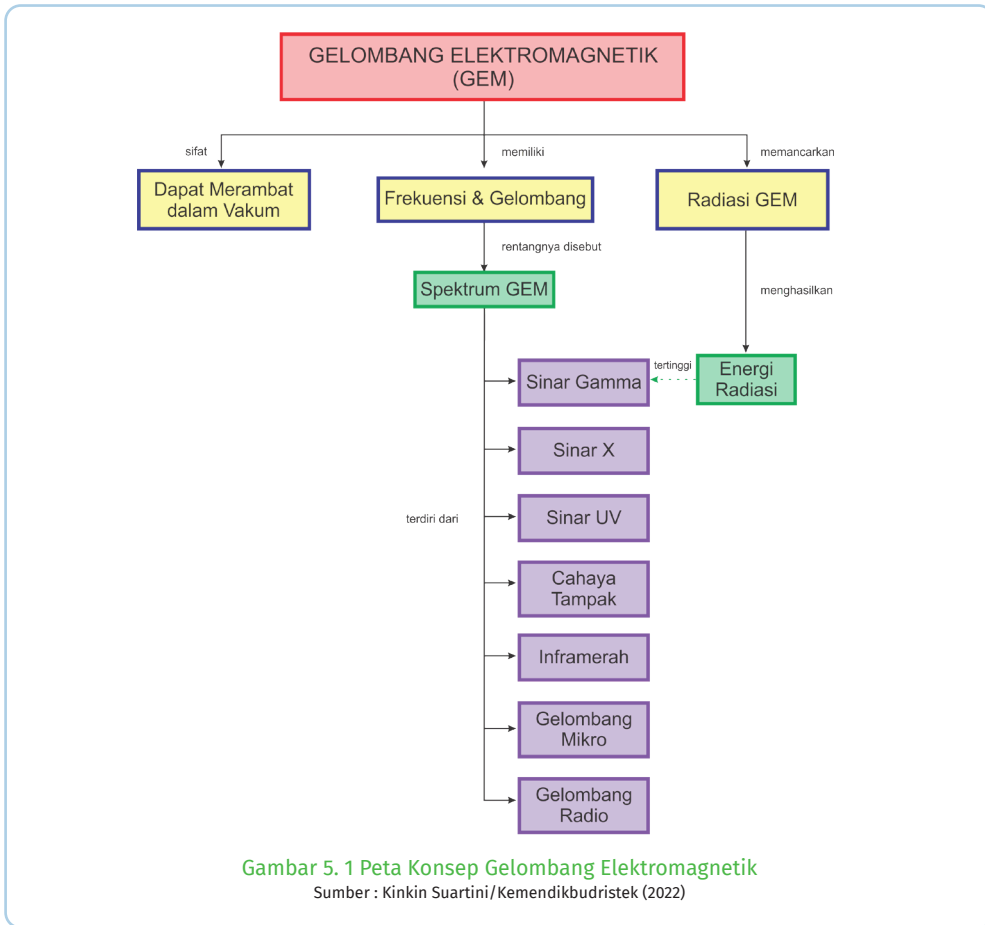 GELOMBANG ELEKTROMAGNETIK
(GEM)
sifat
memiliki
memancarkan
Dapat Merambat
dalam Vakum
Frekuensi & Gelombang
Radiasi GEM
rentangnya disebut
Spektrum GEM
menghasilkan
Sinar Gamma
tertinggi
Energi
Radiasi
Sinar X
terdiri dari
Sinar UV
Cahaya
Tampak
Inframerah
Gelombang
Mikro
Gelombang
Radio
Gambar 5. 1 Peta Konsep Gelombang Elektromagnetik
Sumber : Kinkin Suartini/Kemendikbudristek (2022)